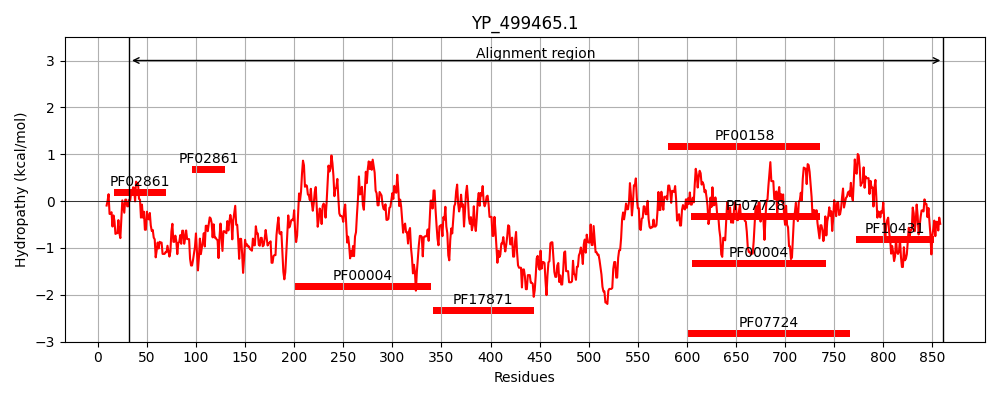 YP_499465.1
Alignment region
PF00158
PF02861
PF02861
PF07728
PF10431
PF00004
PF00004
PF17871
PF07724
3
2
1
0
−1
−2
−3
Hydropathy (kcal/mol)
0 50 100 150 200 250 300 350 400 450 500 550 600 650 700 750 800 850
Residues